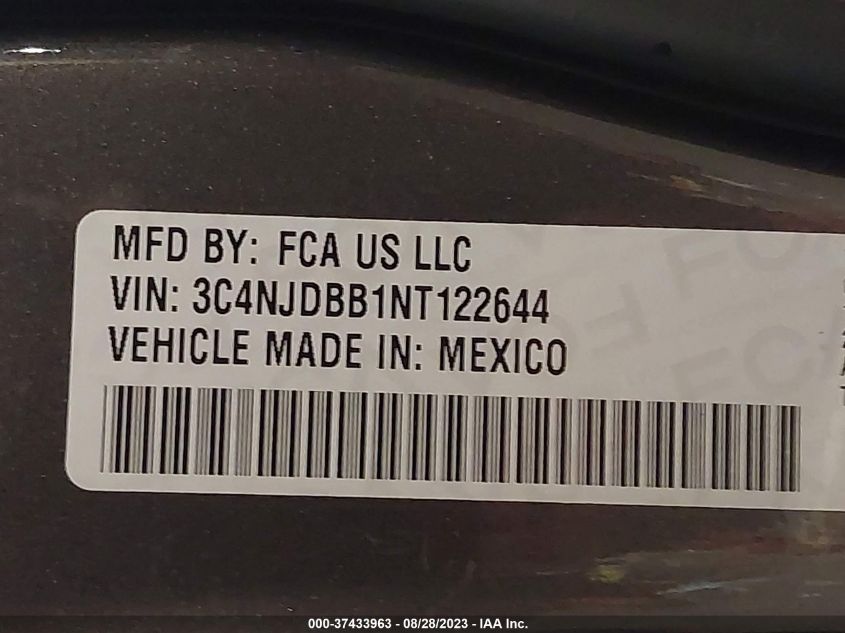 MFD BY: FCA US LLC
VIN: 3C4NJDBB1NT122644
VEHICLE MADE IN: MEXICO
000-37433963 - 08/28/2023 - IAA Inc.